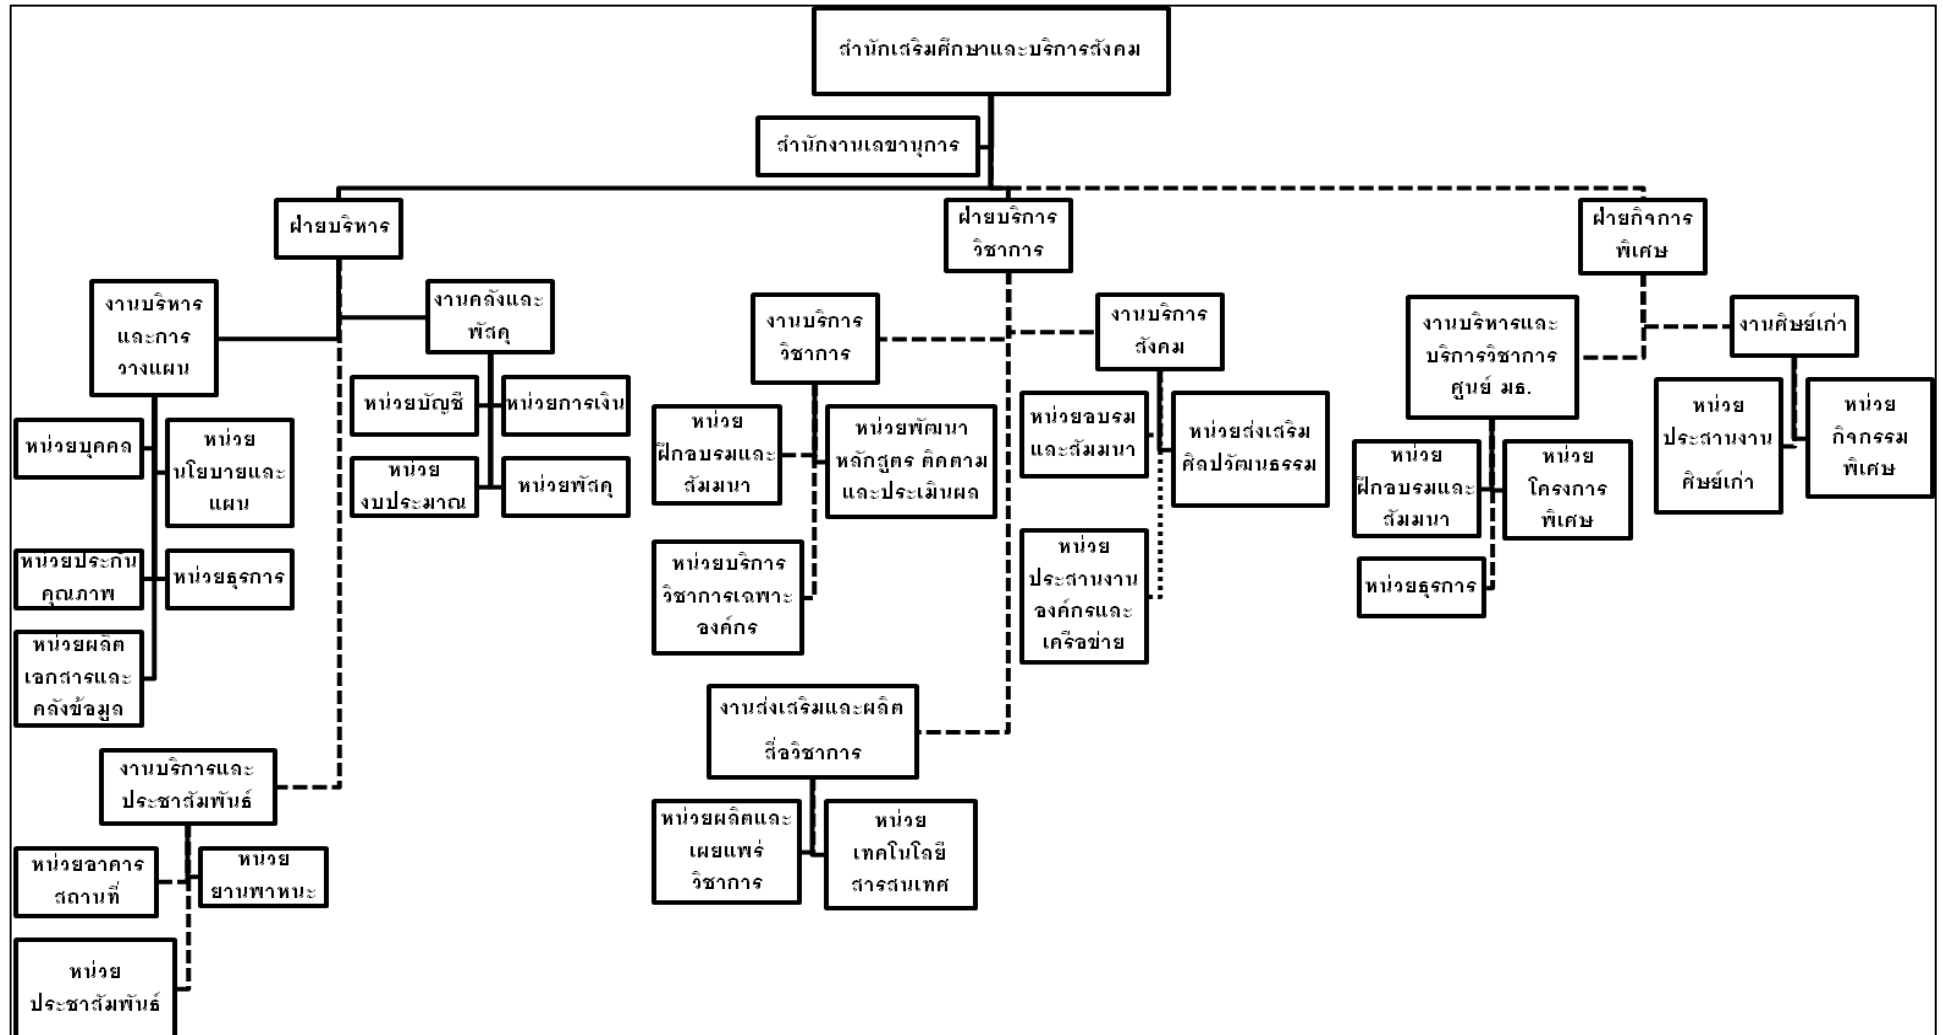 สำนักเสริมศึกษาและบริการสังคม
สำนักงานเลขานุการ
ฝ่ายบริหาร
ฝ่ายบริการ
วิชาการ
ฝ่ายกิจการ
พิเศษ
งานบริหาร
และการ
วางแผน
งานคลังและ
พัสดุ
หน่วยบัญชี
หน่วยการเงิน
หน่วย
งบประมาณ
หน่วยพัสดุ
หน่วยบุคคล
หน่วย
นโยบายและ
แผน
หน่วยประกัน
คุณภาพ
หน่วยธุรการ
หน่วยผลิต
เอกสารและ
คลังข้อมูล
งานบริการและ
ประชาสัมพันธ์
หน่วยอาคาร
สถานที่
หน่วย
ยานพาหนะ
หน่วย
ประชาสัมพันธ์
งานบริการ
วิชาการ
หน่วย
ฝึกอบรมและ
สัมมนา
หน่วยพัฒนา
หลักสูตร ติดตาม
และประเมินผล
หน่วยบริการ
วิชาการเฉพาะ
องค์กร
งานบริการ
สังคม
หน่วยอบรม
และสัมมนา
หน่วยส่งเสริม
ศิลปวัฒนธรรม
หน่วย
ประสานงาน
องค์กรและ
เครือข่าย
งานส่งเสริมและผลิต
สื่อวิชาการ
หน่วยผลิตและ
เผยแพร่
วิชาการ
หน่วย
เทคโนโลยี
สารสนเทศ
งานบริหารและ
บริการวิชาการ
ศูนย์ มธ.
หน่วย
ฝึกอบรมและ
สัมมนา
หน่วย
โครงการ
พิเศษ
หน่วยธุรการ
งานศิษย์เก่า
หน่วย
ประสานงาน
ศิษย์เก่า
หน่วย
กิจกรรม
พิเศษ